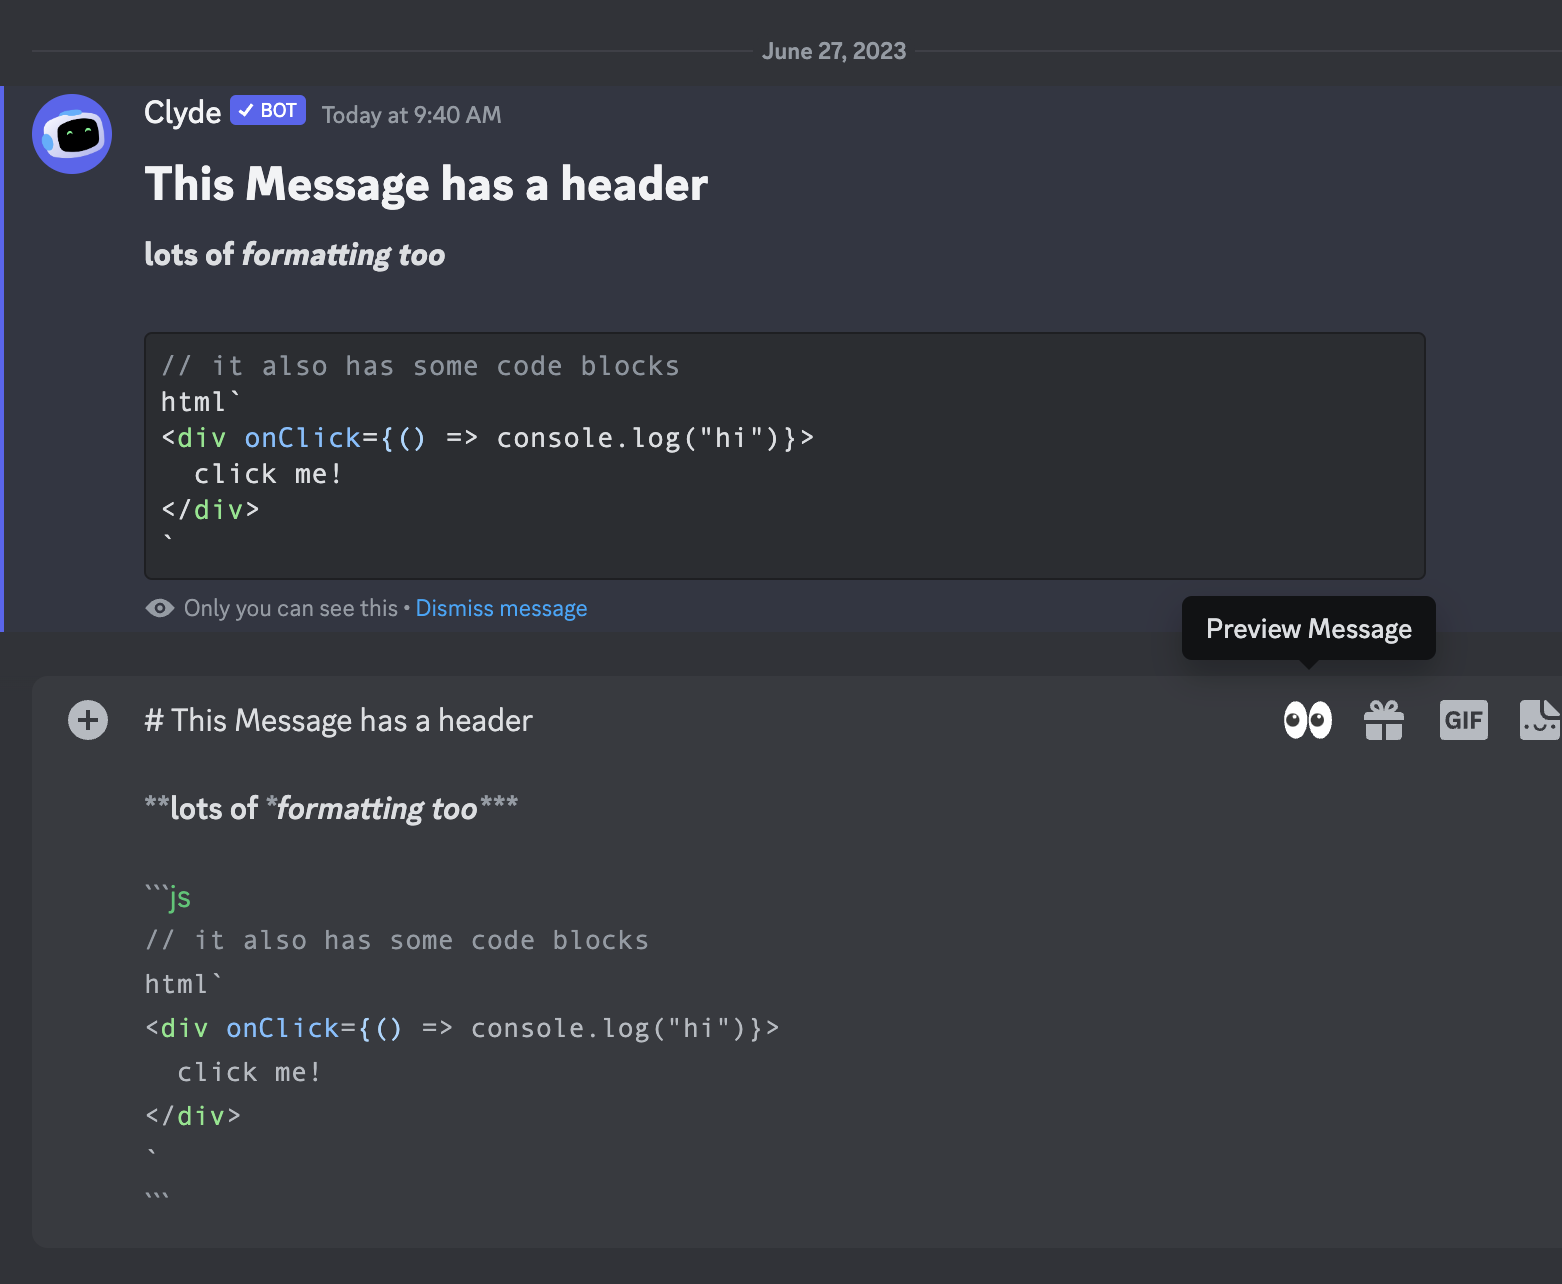 June 27, 2023
Clyde ✓ BOT Today at 9:40 AM
This Message has a header
lots of formatting too
// it also has some code blocks
html`
<div onClick={() => console.log("hi")}>
  click me!
</div>
`
Only you can see this • Dismiss message
Preview Message
# This Message has a header
GIF
**lots of *formatting too***
```js
// it also has some code blocks
html`
<div onClick={() => console.log("hi")}>
  click me!
</div>
`
```